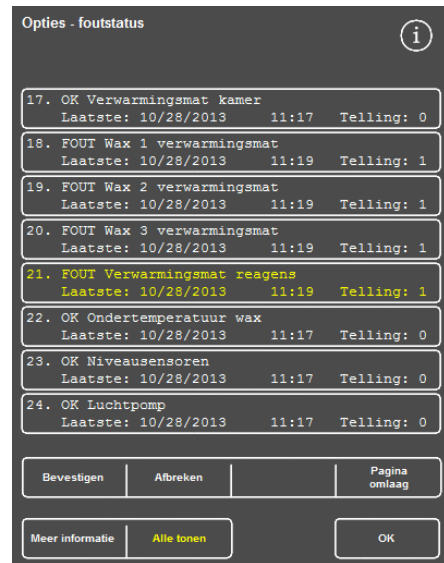 Opties - foutstatus
i
17. OK Verwarmingsmat kamer
Laatste: 10/28/2013 11:17 Telling: 0
18. FOUT Wax 1 verwarmingsmat
Laatste: 10/28/2013 11:19 Telling: 1
19. FOUT Wax 2 verwarmingsmat
Laatste: 10/28/2013 11:19 Telling: 1
20. FOUT Wax 3 verwarmingsmat
Laatste: 10/28/2013 11:19 Telling: 1
21. FOUT Verwarmingsmat reagens
Laatste: 10/28/2013 11:19 Telling: 1
22. OK Ondertemperatuur wax
Laatste: 10/28/2013 11:17 Telling: 0
23. OK Niveausensoren
Laatste: 10/28/2013 11:17 Telling: 0
24. OK Luchtpomp
Laatste: 10/28/2013 11:17 Telling: 0
Bevestigen Afbreken Pagina
omlaag
Meer informatie Alle tonen OK